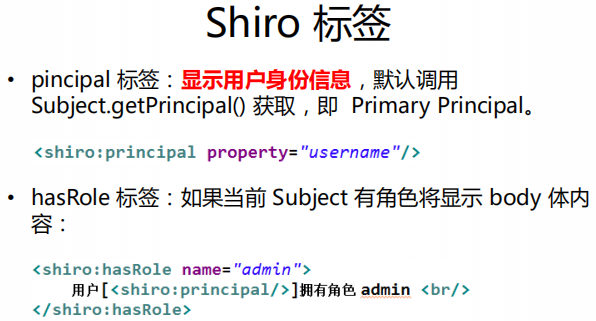 Shiro 标签
• pincipal 标签：显示用户身份信息，默认调用
Subject.getPrincipal() 获取，即 Primary Principal。
<shiro:principal property="username"/>
• hasRole 标签：如果当前 Subject 有角色将显示 body 体内
容：
<shiro:hasRole name="admin">
用户[<shiro:principal/>]拥有角色 admin <br/>
</shiro:hasRole>